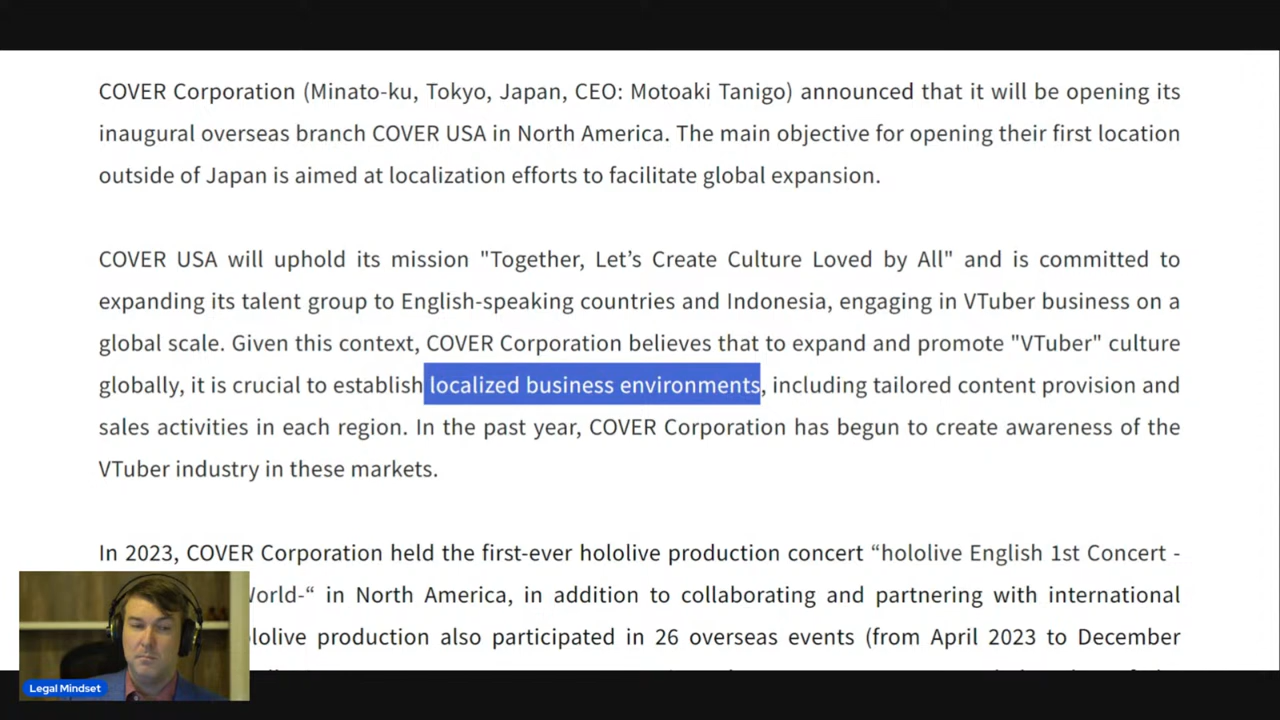 COVER Corporation (Minato-ku, Tokyo, Japan, CEO: Motoaki Tanigo) announced that it will be opening its
inaugural overseas branch COVER USA in North America. The main objective for opening their first location
outside of Japan is aimed at localization efforts to facilitate global expansion.
COVER USA will uphold its mission "Together, Let’s Create Culture Loved by All" and is committed to
expanding its talent group to English-speaking countries and Indonesia, engaging in VTuber business on a
global scale. Given this context, COVER Corporation believes that to expand and promote "VTuber" culture
globally, it is crucial to establish localized business environments, including tailored content provision and
sales activities in each region. In the past year, COVER Corporation has begun to create awareness of the
VTuber industry in these markets.
In 2023, COVER Corporation held the first-ever hololive production concert “hololive English 1st Concert -
World-“ in North America, in addition to collaborating and partnering with international
hololive production also participated in 26 overseas events (from April 2023 to December
Legal Mindset